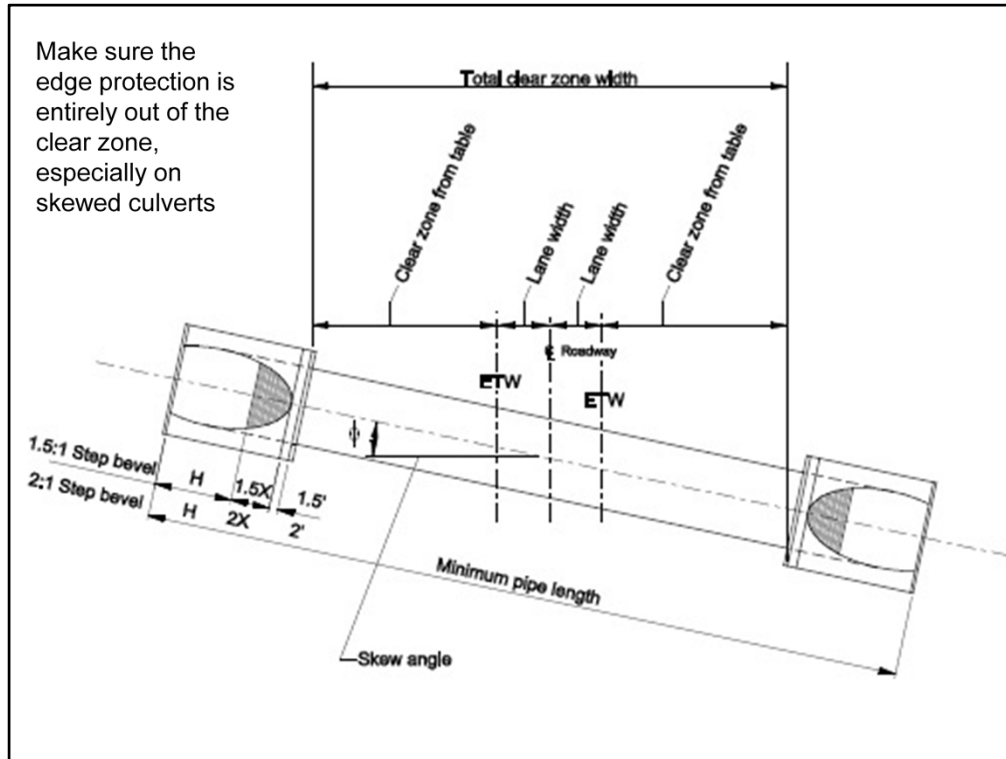 Make sure the
edge protection is
entirely out of the
clear zone,
especially on
skewed culverts
Total clear zone width
Clear zone from table
Lane width
Lane width
Clear zone from table
℄ Roadway
ETW
ETW
ϕ
1.5:1 Step bevel
H
1.5X
1.5'
2:1 Step bevel
H
2X
2'
Minimum pipe length
Skew angle